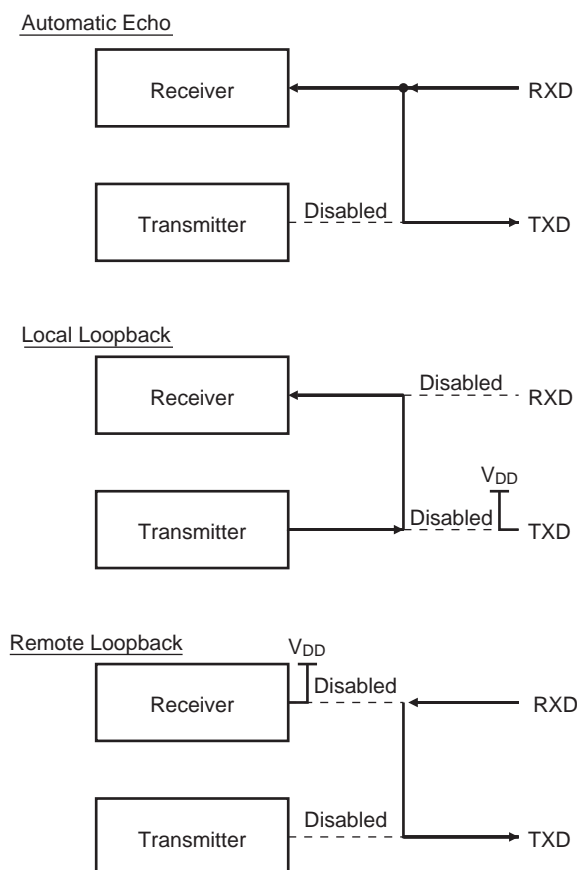 Automatic Echo
Receiver
RXD
Transmitter
Disabled
TXD
Local Loopback
Receiver
Disabled
RXD
VDD
Transmitter
Disabled
TXD
Remote Loopback
VDD
Receiver
Disabled
RXD
Transmitter
Disabled
TXD